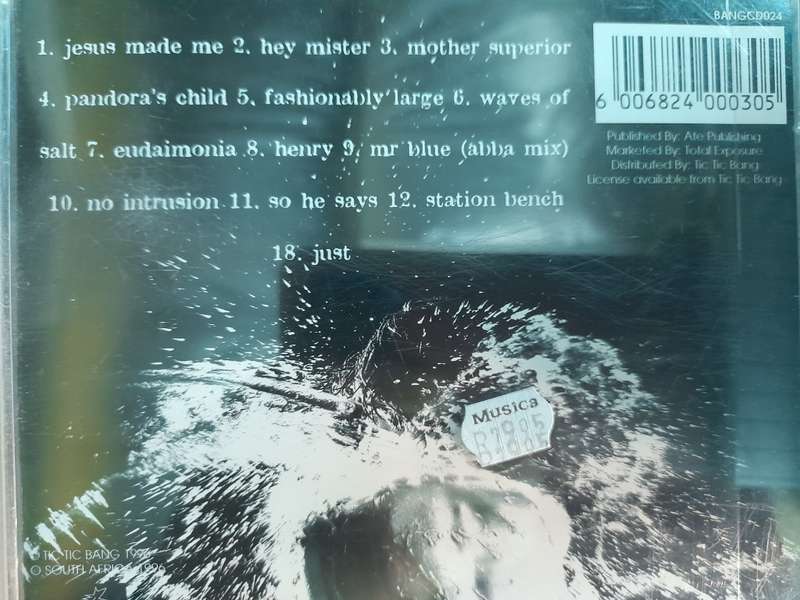 BANGCD024
1. jesus made me 2. hey mister 3. mother superior
4. pandora's child 5. fashionably large 6. waves of
salt 7. eudaimonia 8. henry 9. mr blue (abba mix)
10. no intrusion 11. so he says 12. station bench
18. just
6 006824 000305
Published By: Ate Publishing
Marketed By: Total Exposure
Distributed By: Tic Tic Bang
License available from Tic Tic Bang
Musica
© TIC TIC BANG 1996
SOUTH AFRICA 1996